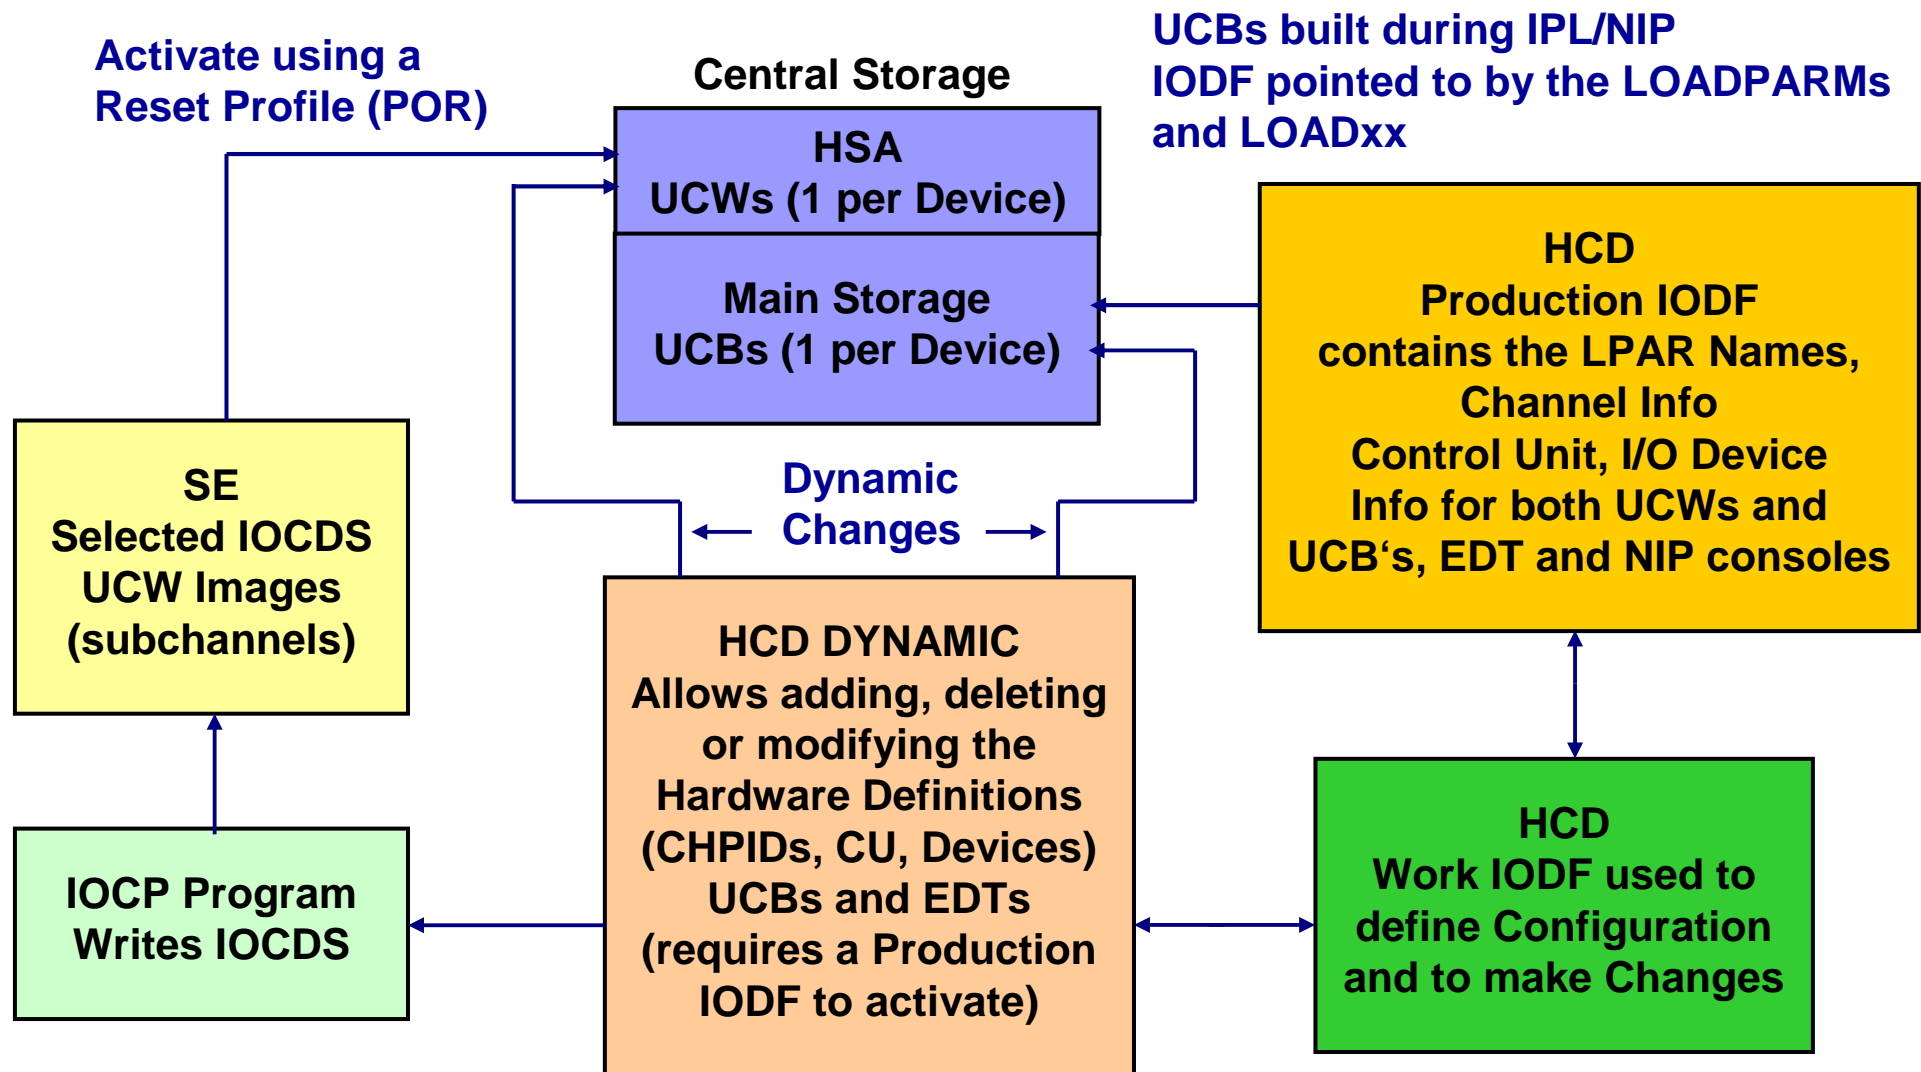 Activate using a
Reset Profile (POR)
Central Storage
UCBs built during IPL/NIP
IODF pointed to by the LOADPARMs
and LOADxx
HSA
UCWs (1 per Device)
Main Storage
UCBs (1 per Device)
HCD
Production IODF
contains the LPAR Names,
Channel Info
Control Unit, I/O Device
Info for both UCWs and
UCB‘s, EDT and NIP consoles
SE
Selected IOCDS
UCW Images
(subchannels)
Dynamic
Changes
HCD DYNAMIC
Allows adding, deleting
or modifying the
Hardware Definitions
(CHPIDs, CU, Devices)
UCBs and EDTs
(requires a Production
IODF to activate)
IOCP Program
Writes IOCDS
HCD
Work IODF used to
define Configuration
and to make Changes